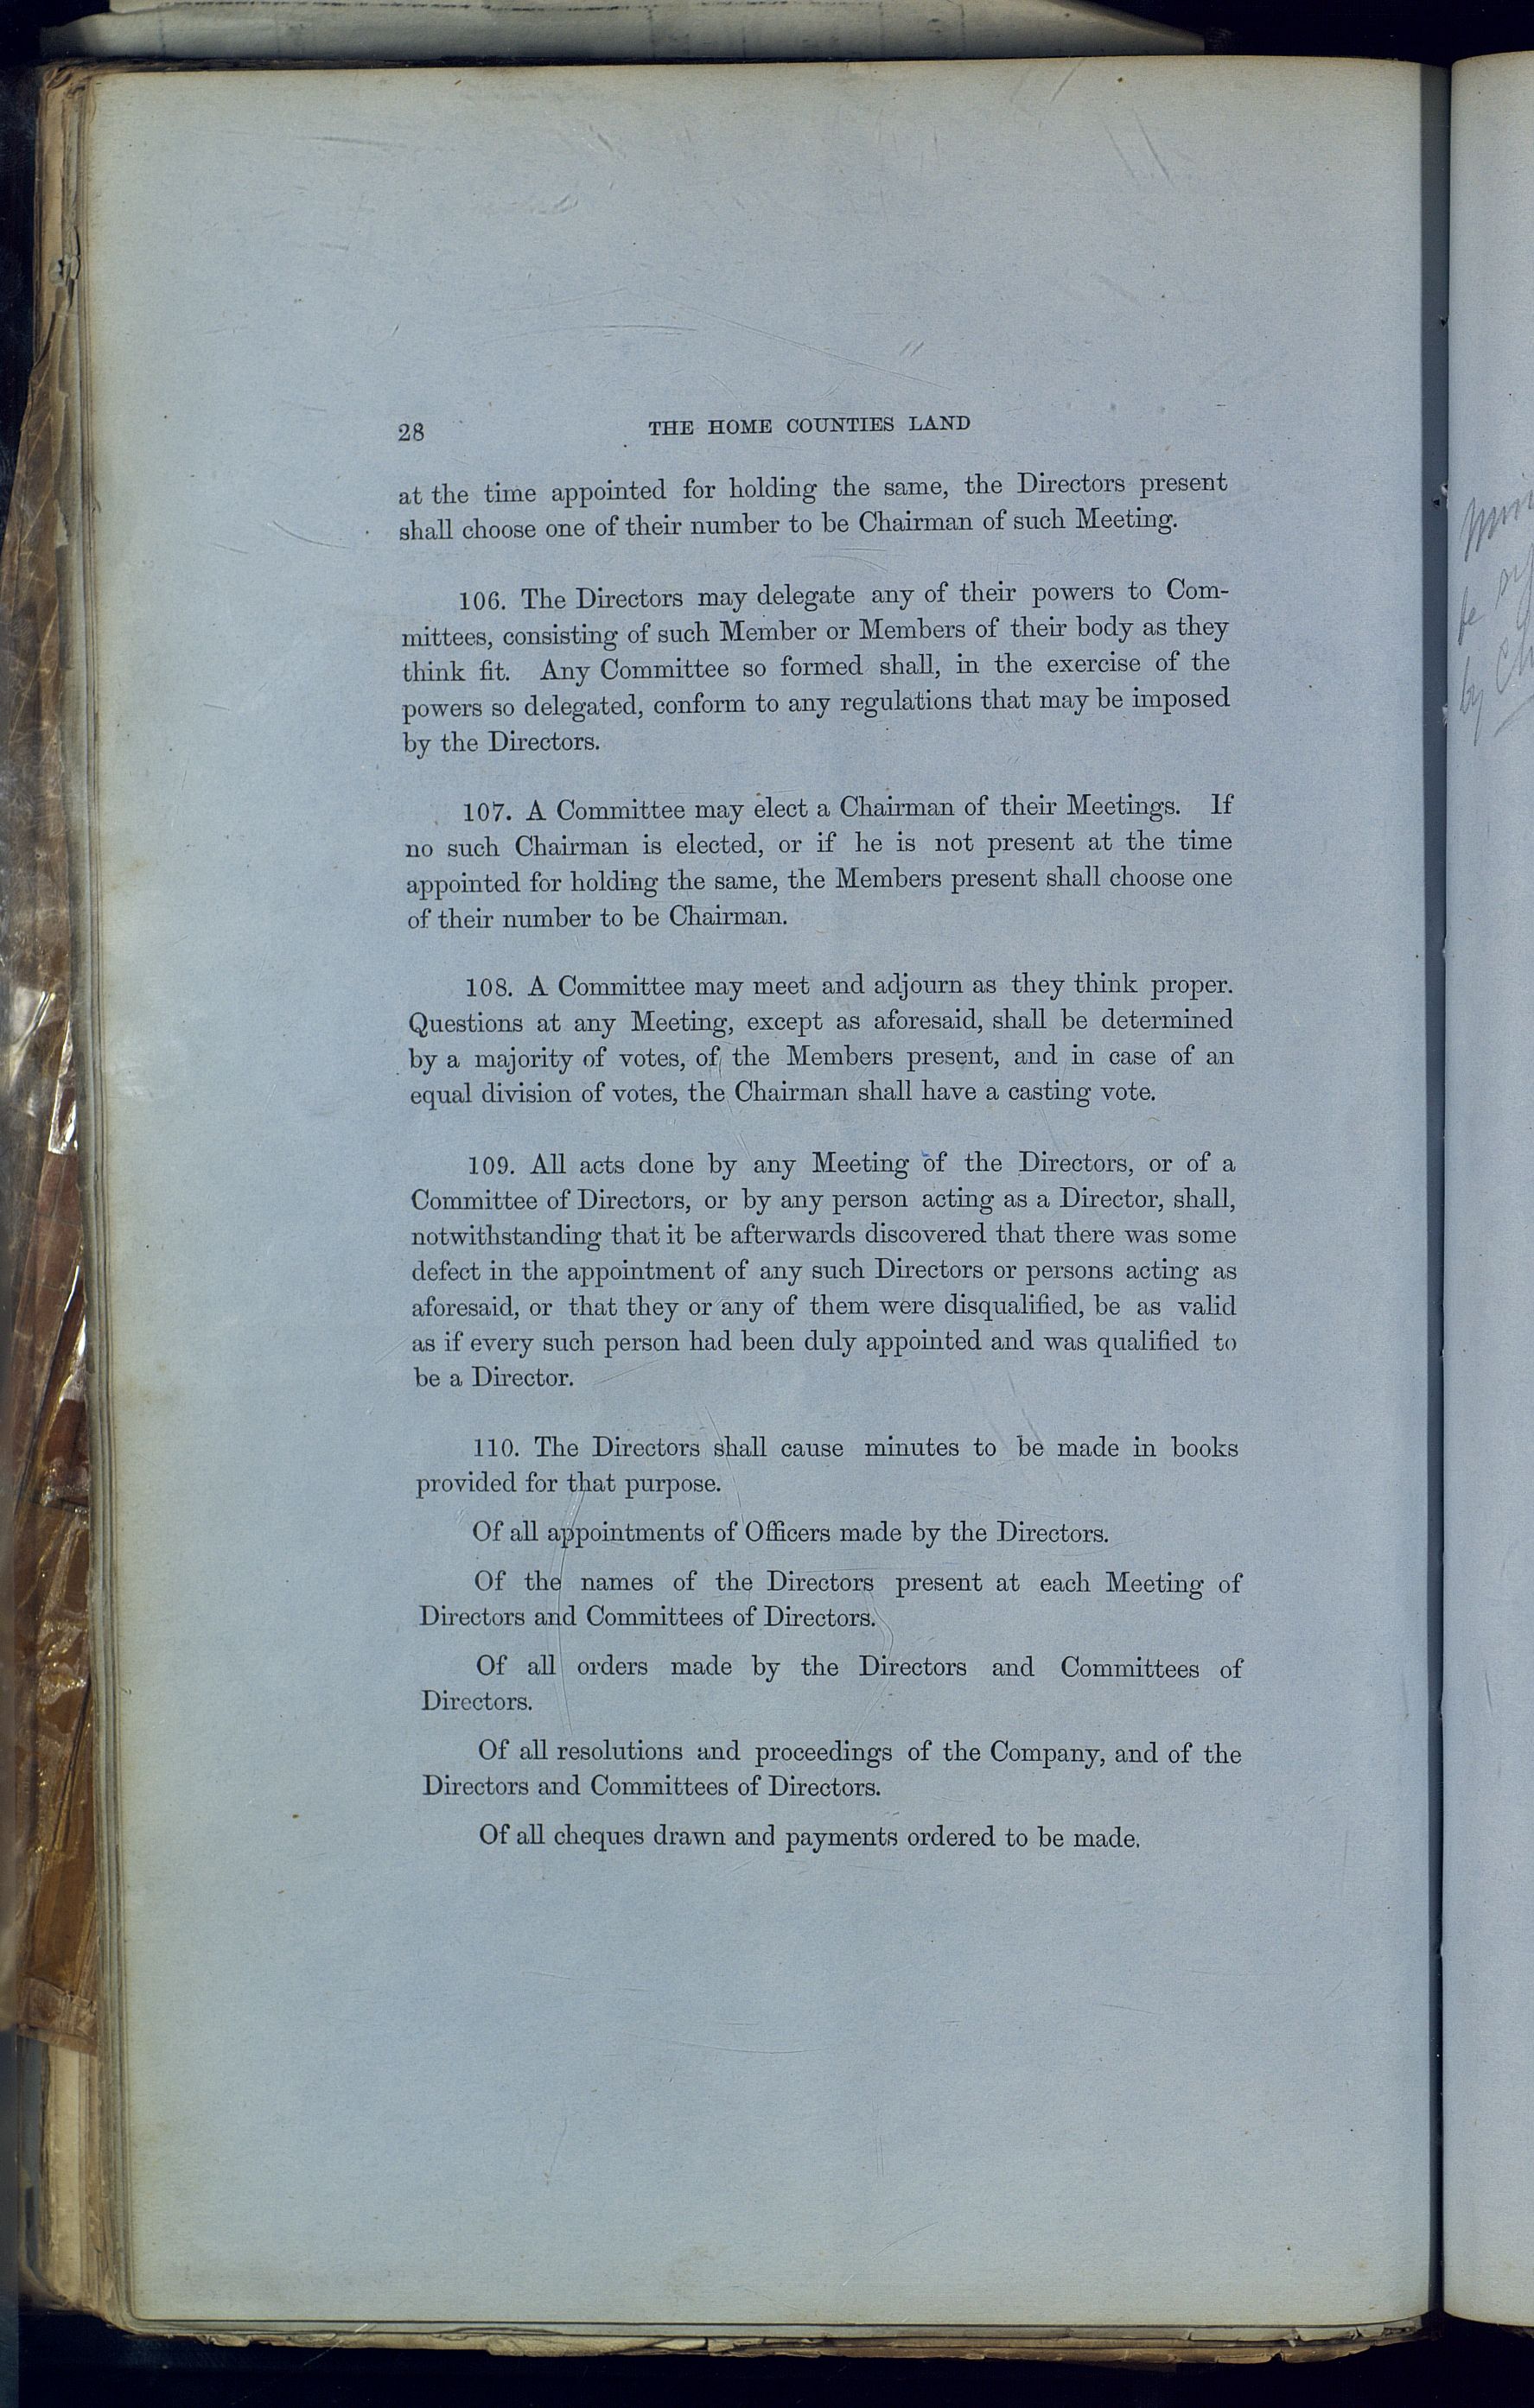 28 THE HOME COUNTIES LAND
at the time appointed for holding the same, the Directors present
shall choose one of their number to be Chairman of such Meeting.
106. The Directors may delegate any of their powers to Com-
mittees, consisting of such Member or Members of their body as they
think fit. Any Committee so formed shall, in the exercise of the
powers so delegated, conform to any regulations that may be imposed
by the Directors.
107. A Committee may elect a Chairman of their Meetings. If
no such Chairman is elected, or if he is not present at the time
appointed for holding the same, the Members present shall choose one
of their number to be Chairman.
108. A Committee may meet and adjourn as they think proper.
Questions at any Meeting, except as aforesaid, shall be determined
by a majority of votes, of the Members present, and in case of an
equal division of votes, the Chairman shall have a casting vote.
109. All acts done by any Meeting of the Directors, or of a
Committee of Directors, or by any person acting as a Director, shall,
notwithstanding that it be afterwards discovered that there was some
defect in the appointment of any such Directors or persons acting as
aforesaid, or that they or any of them were disqualified, be as valid
as if every such person had been duly appointed and was qualified to
be a Director.
110. The Directors shall cause minutes to be made in books
provided for that purpose.
Of all appointments of Officers made by the Directors.
Of the names of the Directors present at each Meeting of
Directors and Committees of Directors.
Of all orders made by the Directors and Committees of
Directors.
Of all resolutions and proceedings of the Company, and of the
Directors and Committees of Directors.
Of all cheques drawn and payments ordered to be made.
be
by